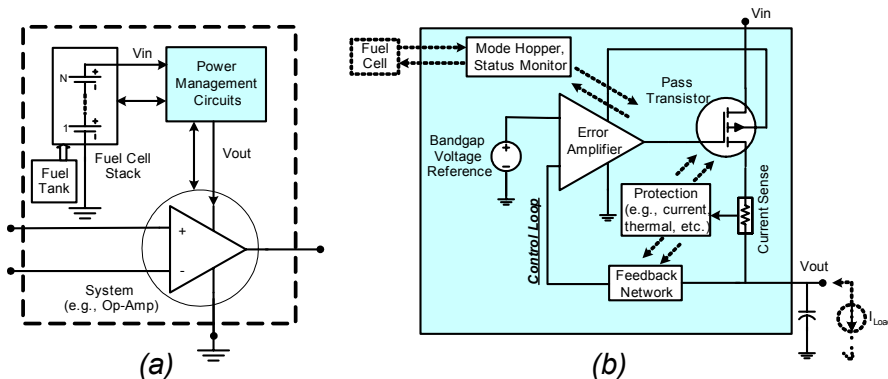 N
+
-
1
+
-
Vin
Power
Management
Circuits
Fuel Cell
Stack
Fuel
Tank
Vout
+
-
System
(e.g., Op-Amp)
(a)
Vin
Fuel
Cell
Mode Hopper,
Status Monitor
Pass
Transistor
Bandgap
Voltage
Reference
+
-
Error
Amplifier
Control Loop
Protection
(e.g., current,
thermal, etc.)
Current Sense
Feedback
Network
Vout
I Load
(b)